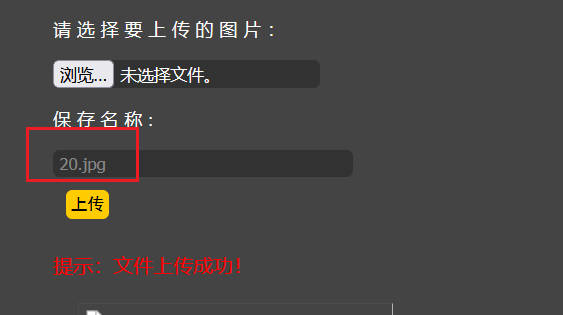 请选择要上传的图片：
浏览... 未选择文件。
保存名称：
20.jpg
上传
提示：文件上传成功！